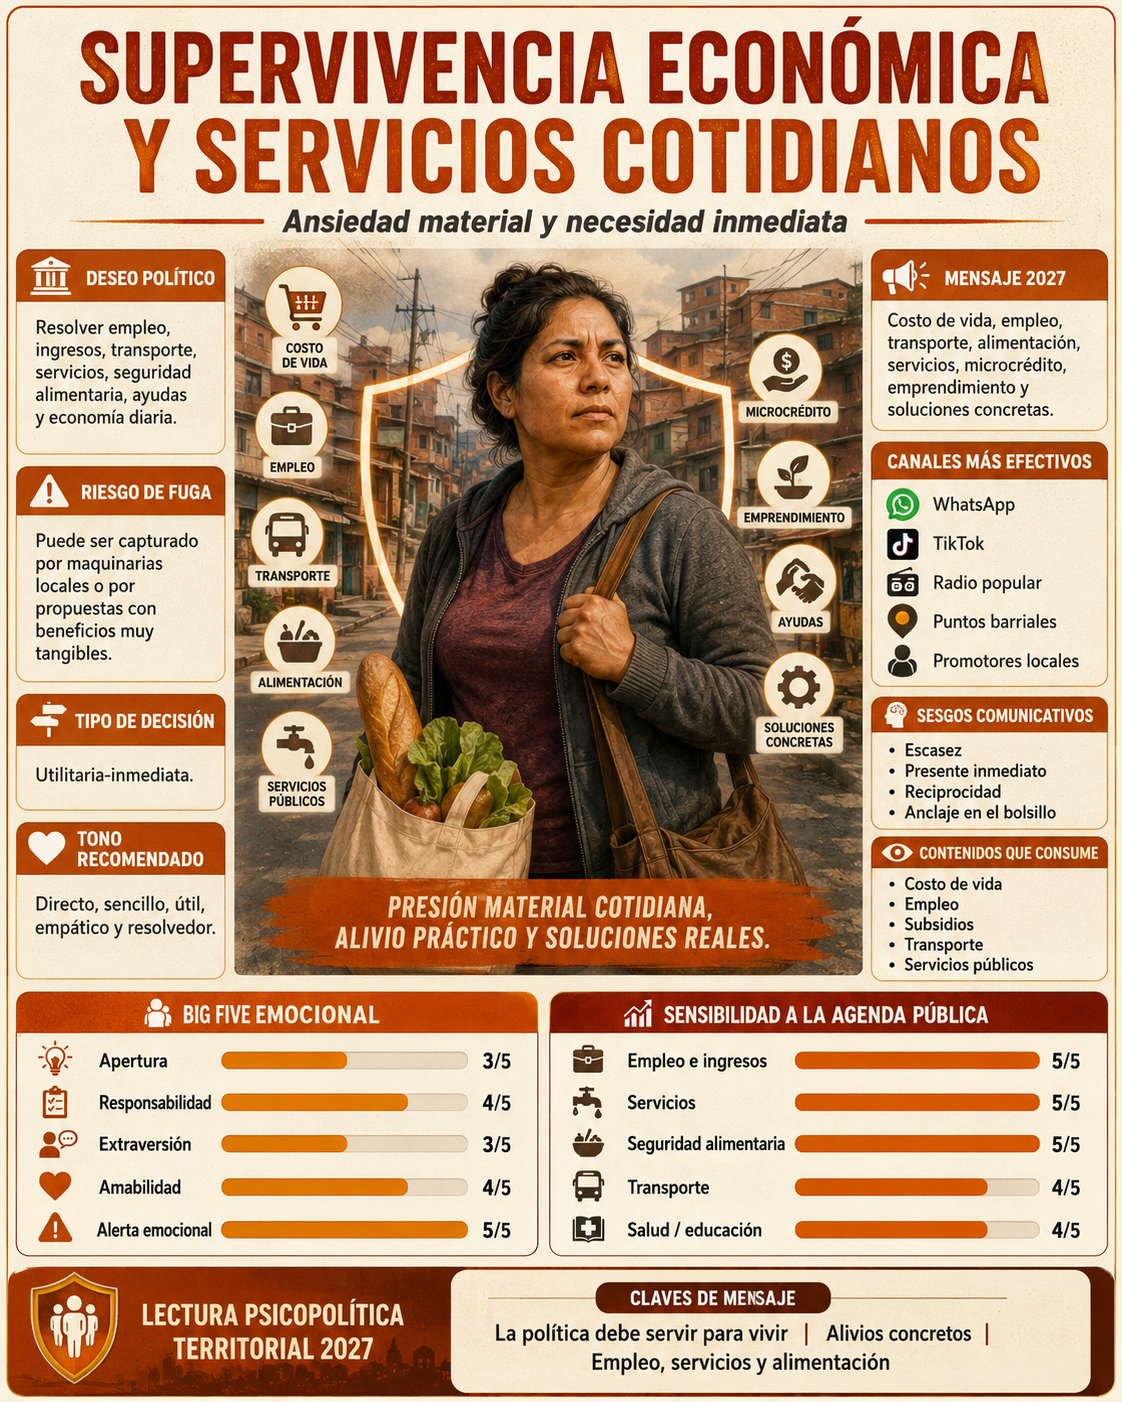 SUPERVIVENCIA ECONÓMICA
Y SERVICIOS COTIDIANOS
Ansiedad material y necesidad inmediata
DESEO POLÍTICO
Resolver empleo,
ingresos, transporte,
servicios, seguridad
alimentaria, ayudas
y economía diaria.
RIESGO DE FUGA
Puede ser capturado
por maquinarias
locales o por
propuestas con
beneficios muy
tangibles.
TIPO DE DECISIÓN
Utilitaria-inmediata.
TONO
RECOMENDADO
Directo, sencillo, útil,
empático y resolvedor.
COSTO
DE VIDA
EMPLEO
TRANSPORTE
ALIMENTACIÓN
SERVICIOS
PÚBLICOS
MICROCRÉDITO
EMPRENDIMIENTO
AYUDAS
SOLUCIONES
CONCRETAS
PRESIÓN MATERIAL COTIDIANA,
ALIVIO PRÁCTICO Y SOLUCIONES REALES.
MENSAJE 2027
Costo de vida, empleo,
transporte, alimentación,
servicios, microcrédito,
emprendimiento y
soluciones concretas.
CANALES MÁS EFECTIVOS
WhatsApp
TikTok
Radio popular
Puntos barriales
Promotores locales
SESGOS COMUNICATIVOS
• Escasez
• Presente inmediato
• Reciprocidad
• Anclaje en el bolsillo
CONTENIDOS QUE CONSUME
• Costo de vida
• Empleo
• Subsidios
• Transporte
• Servicios públicos
BIG FIVE EMOCIONAL
Apertura 3/5
Responsabilidad 4/5
Extraversión 3/5
Amabilidad 4/5
Alerta emocional 5/5
SENSIBILIDAD A LA AGENDA PÚBLICA
Empleo e ingresos 5/5
Servicios 5/5
Seguridad alimentaria 5/5
Transporte 4/5
Salud / educación 4/5
LECTURA PSICOPOLÍTICA
TERRITORIAL 2027
CLAVES DE MENSAJE
La política debe servir para vivir | Alivios concretos |
Empleo, servicios y alimentación